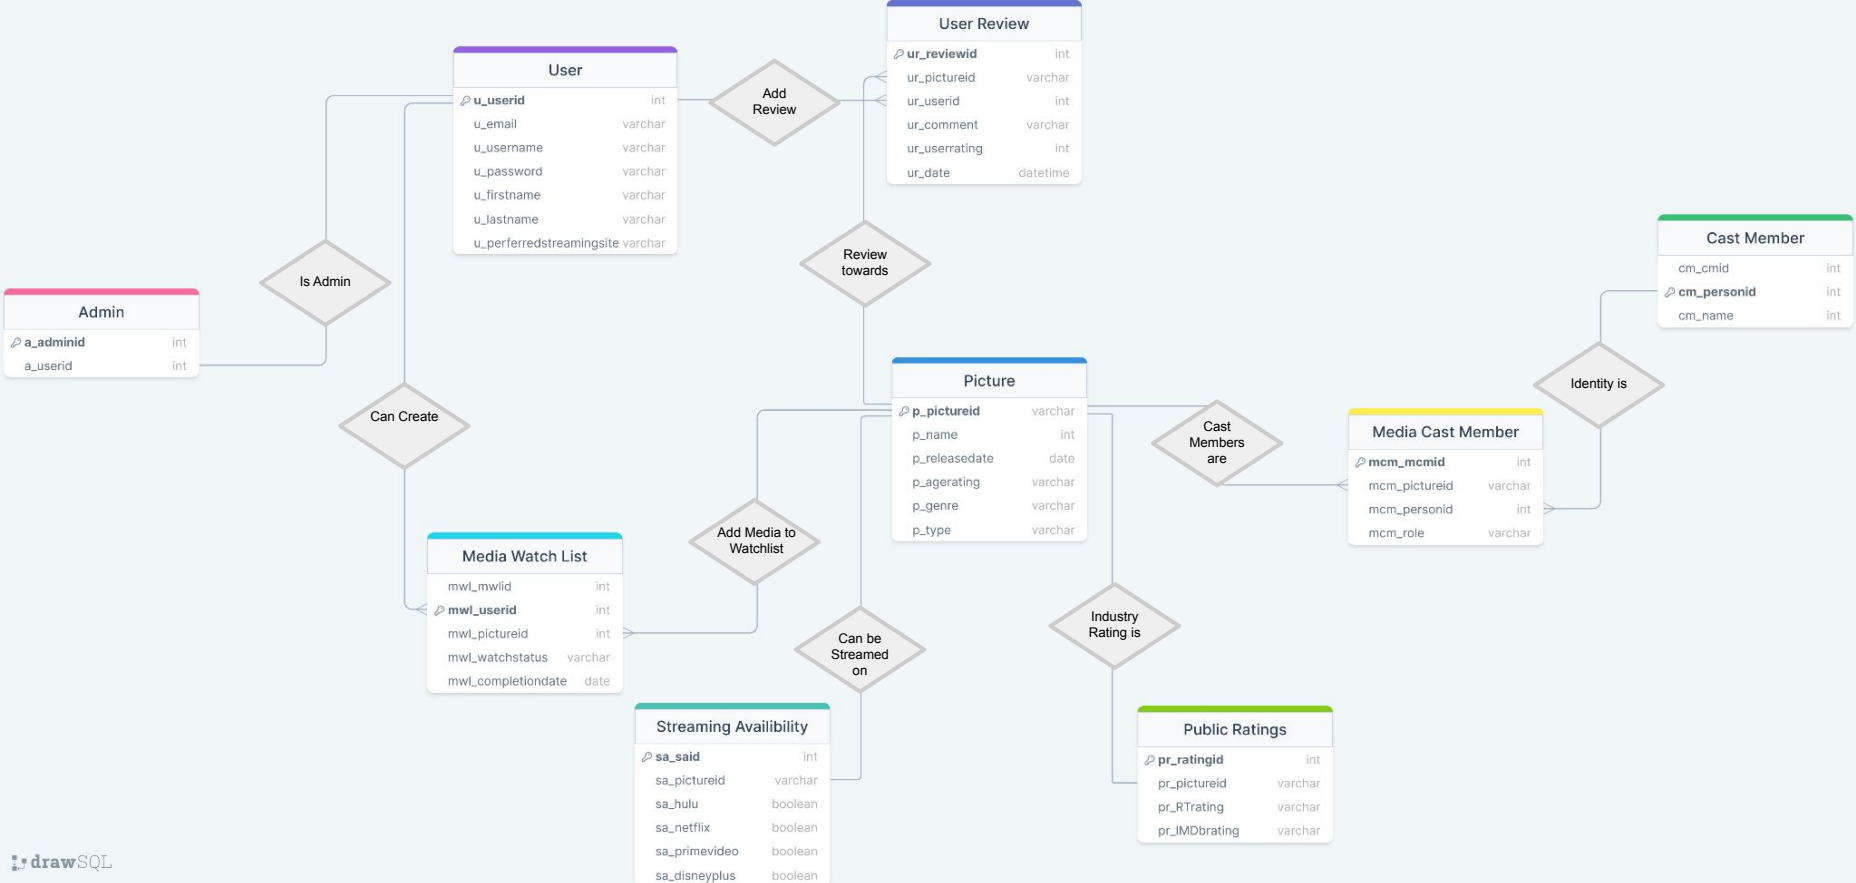 User Review
ur_reviewid int
ur_pictureid varchar
ur_userid int
ur_comment varchar
ur_userrating int
ur_date datetime
User
u_userid int
u_email varchar
u_username varchar
u_password varchar
u_firstname varchar
u_lastname varchar
u_perferredstreamingsite varchar
Add
Review
Is Admin
Review
towards
Cast Member
cm_cmid int
cm_personid int
cm_name int
Admin
a_adminid int
a_userid int
Can Create
Picture
p_pictureid varchar
p_name int
p_releasedate date
p_agerating varchar
p_genre varchar
p_type varchar
Cast
Members
are
Identity is
Media Cast Member
mcm_mcmid int
mcm_pictureid varchar
mcm_personid int
mcm_role varchar
Media Watch List
mwl_mwlid int
mwl_userid int
mwl_pictureid int
mwl_watchstatus varchar
mwl_completiondate date
Add Media to
Watchlist
Can be
Streamed
on
Industry
Rating is
Streaming Availibility
sa_said int
sa_pictureid varchar
sa_hulu boolean
sa_netflix boolean
sa_primevideo boolean
sa_disneyplus boolean
Public Ratings
pr_ratingid int
pr_pictureid varchar
pr_RTrating varchar
pr_IMDbrating varchar
drawSQL